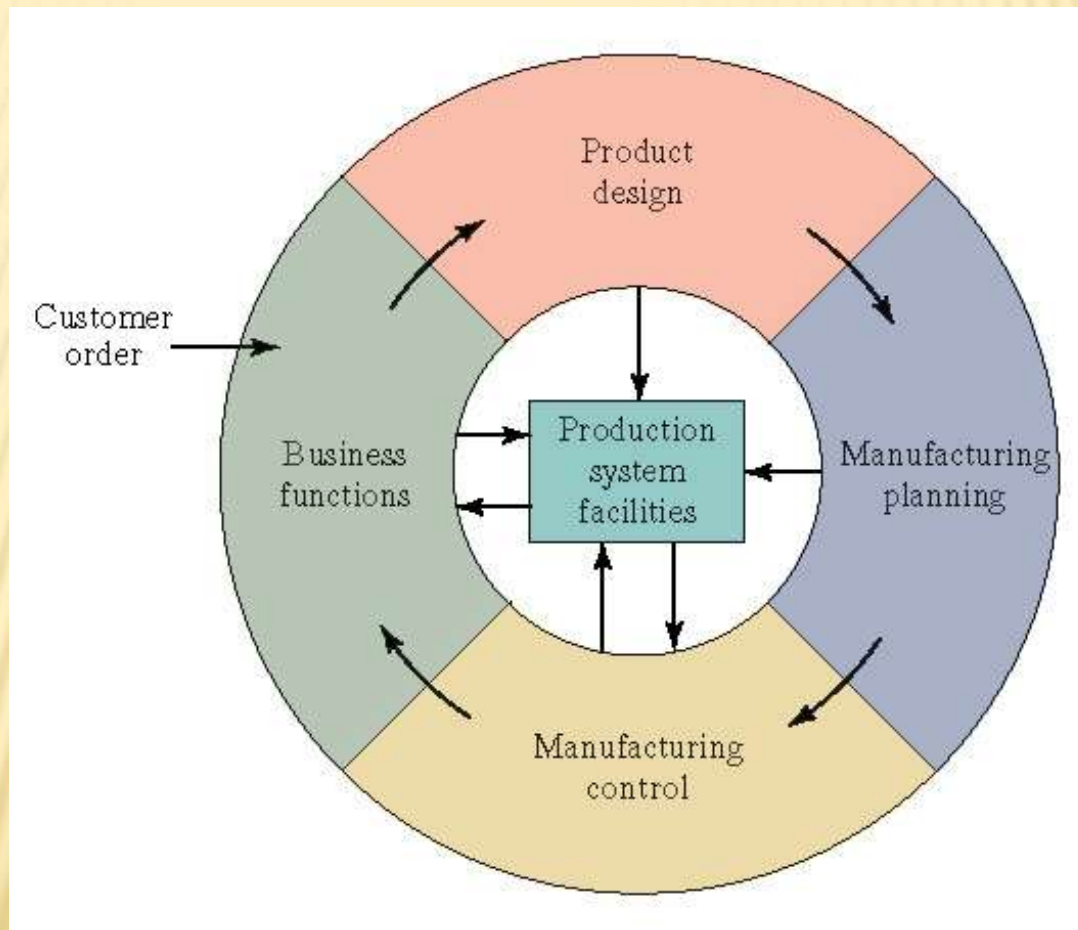 Product
design
Customer
order
Business
functions
Production
system
facilities
Manufacturing
planning
Manufacturing
control